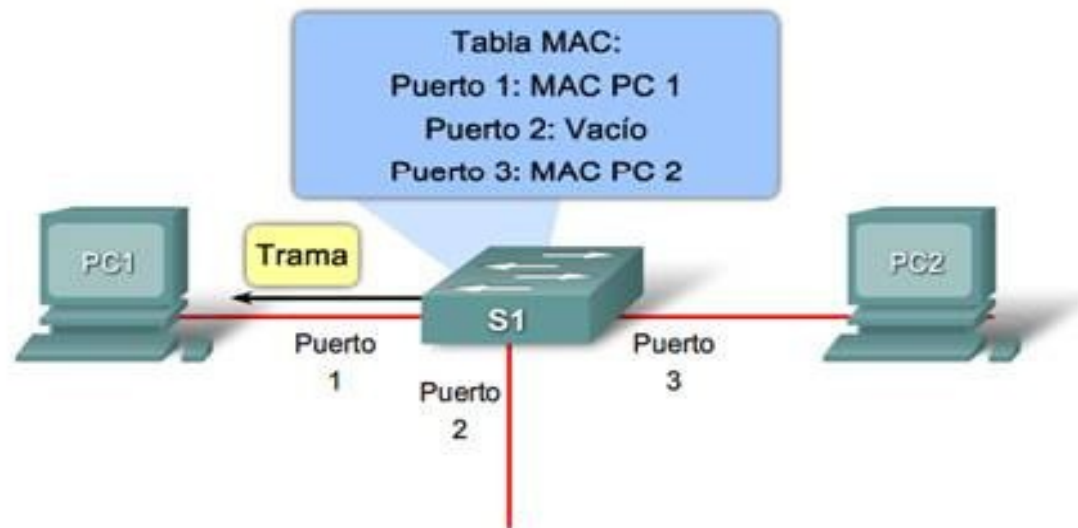 Tabla MAC:
Puerto 1: MAC PC 1
Puerto 2: Vacío
Puerto 3: MAC PC 2
Trama
PC1
PC2
S1
Puerto
1
Puerto
2
Puerto
3